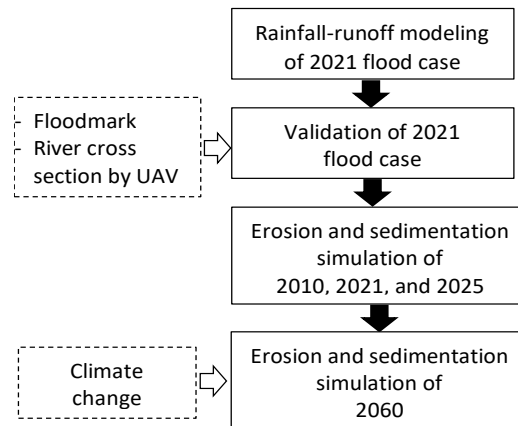 Rainfall-runoff modeling
of 2021 flood case
- Floodmark
- River cross
section by UAV
Validation of 2021
flood case
Erosion and sedimentation
simulation of
2010, 2021, and 2025
Climate
change
Erosion and sedimentation
simulation of
2060